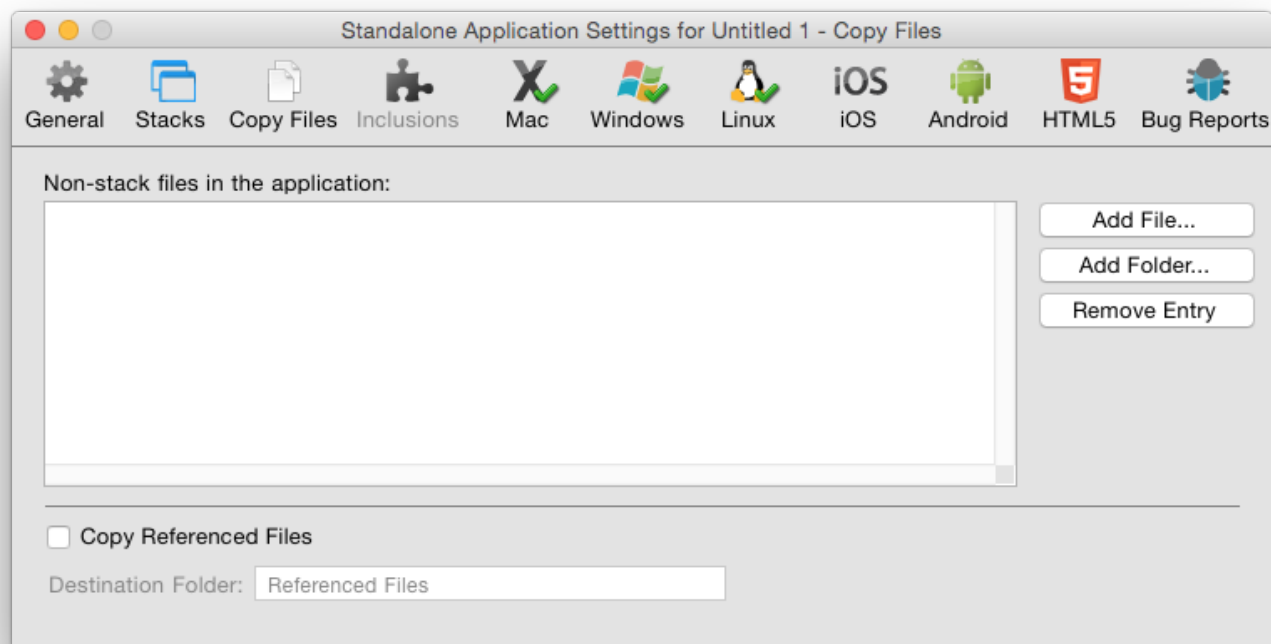 Standalone Application Settings for Untitled 1 - Copy Files
iOS
5
General Stacks Copy Files Inclusions Mac Windows Linux iOS Android HTML5 Bug Reports
Non-stack files in the application:
Add File...
Add Folder...
Remove Entry
Copy Referenced Files
Destination Folder: Referenced Files